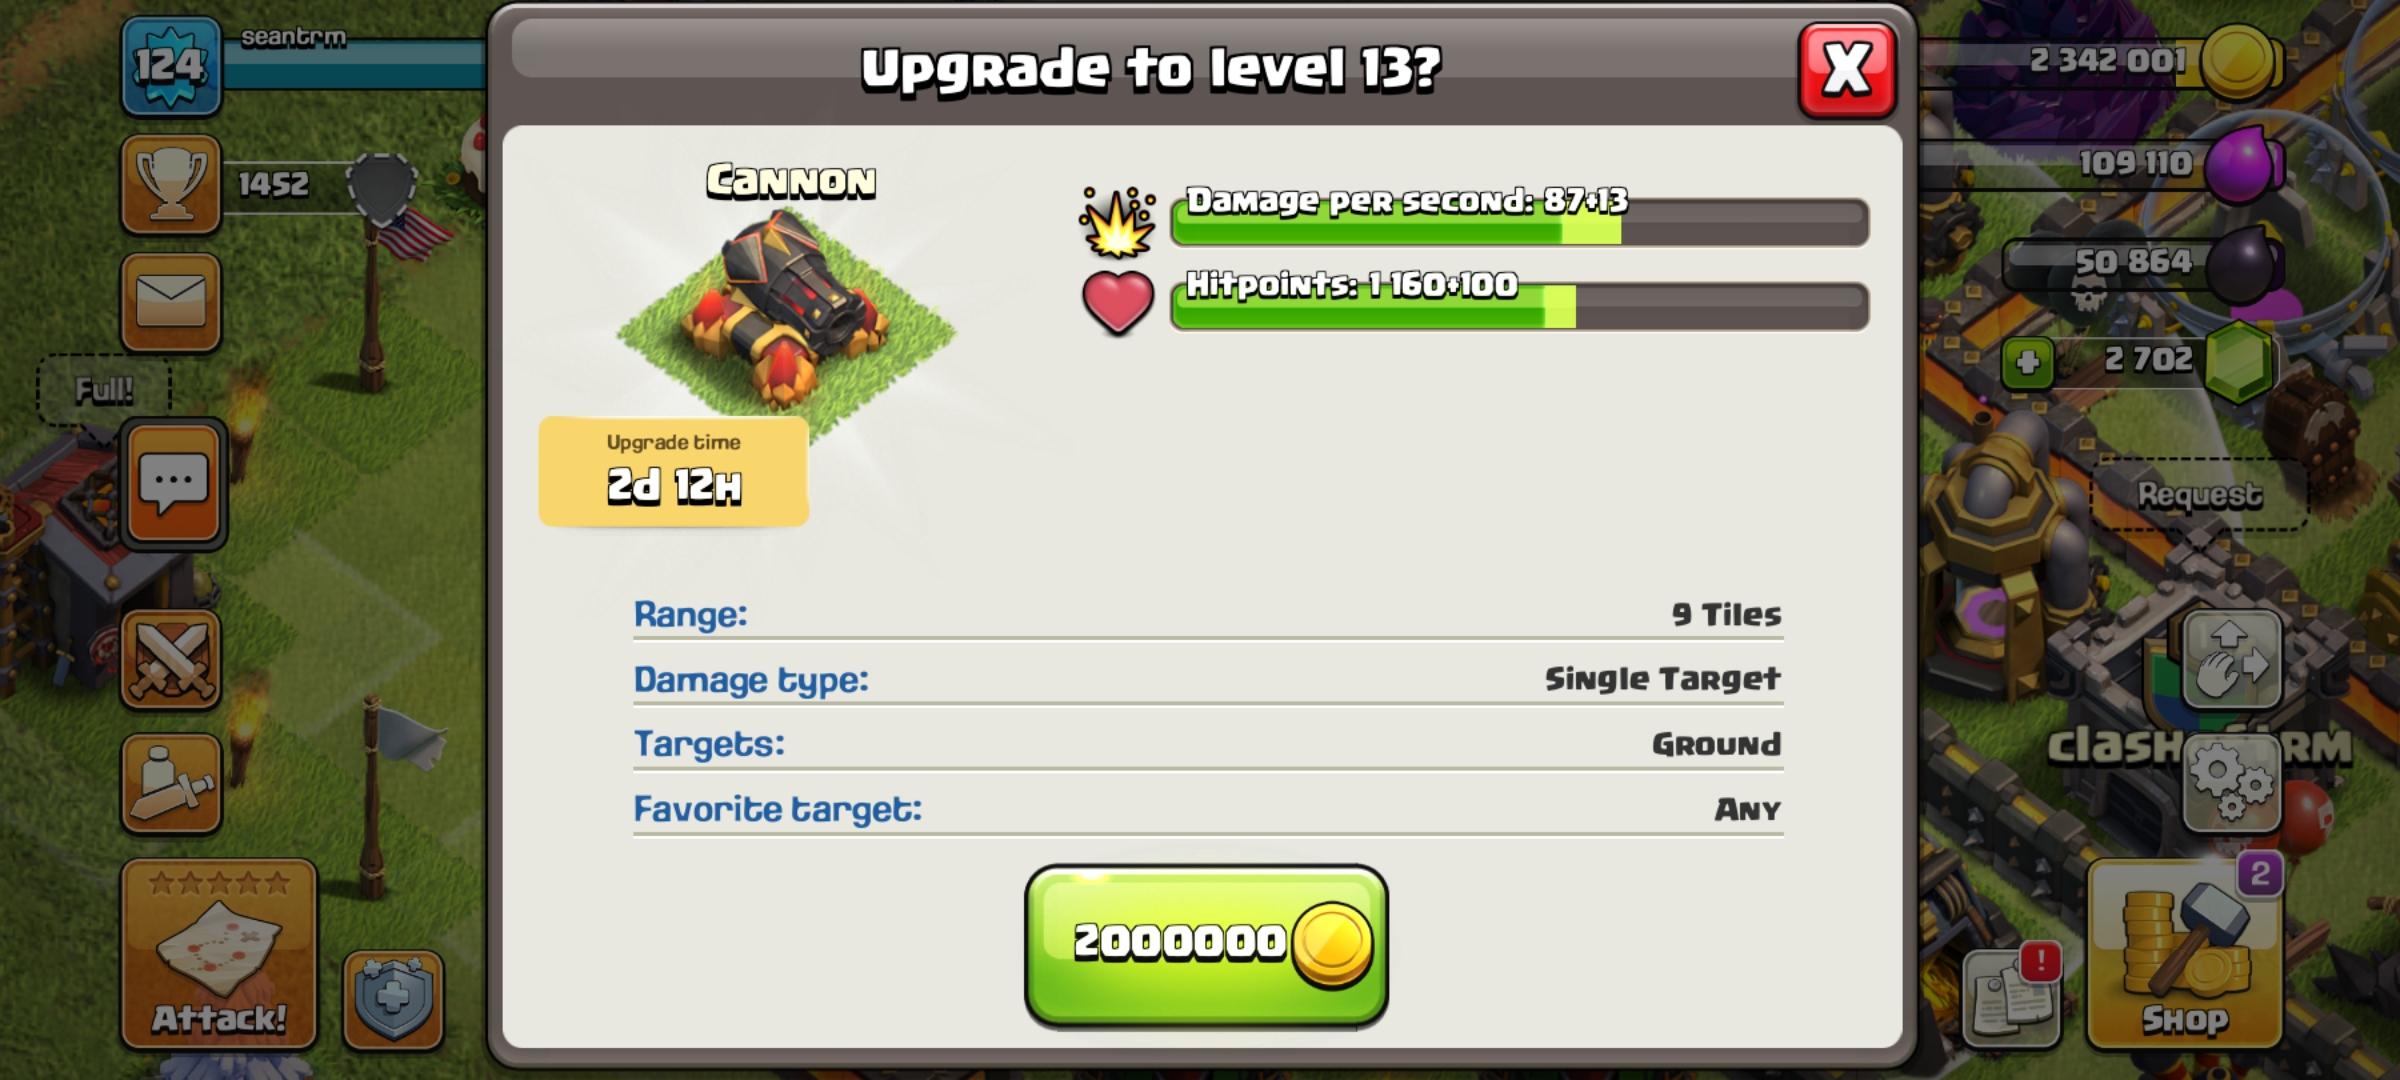 124
seantrm
Upgrade to level 13?
X
2 342 001
1452
Cannon
Damage per second: 87+13
109 110
Hitpoints: 1 160+100
50 864
2 702
Full!
Upgrade time
2d 12H
Request
Range: 9 Tiles
Damage type: Single Target
Targets: Ground
clash
RM
Favorite target: Any
2
2000000
!
Attack!
Shop